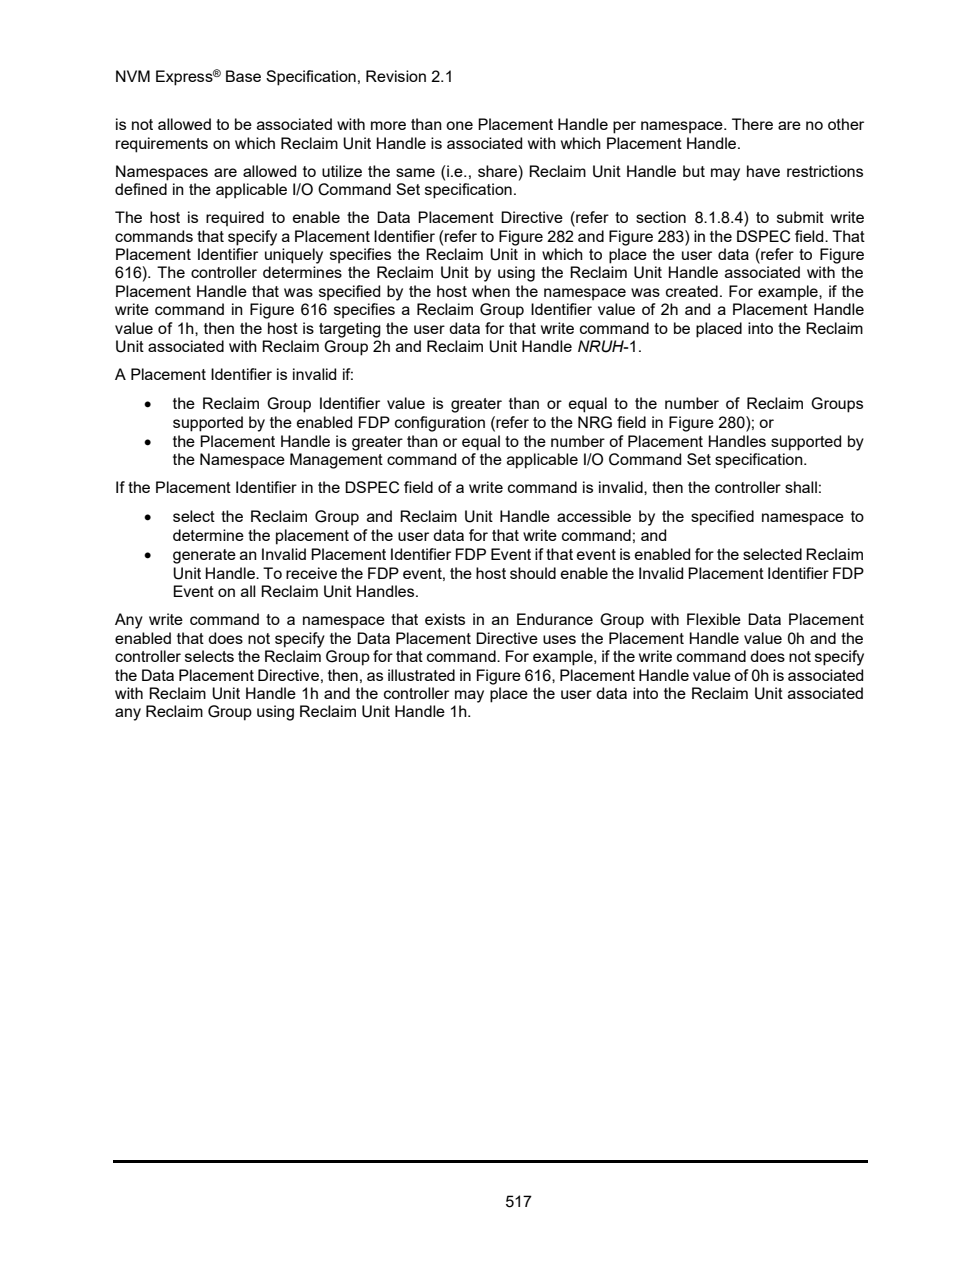 NVM Express® Base Specification, Revision 2.1
is not allowed to be associated with more than one Placement Handle per namespace. There are no other
requirements on which Reclaim Unit Handle is associated with which Placement Handle.
Namespaces are allowed to utilize the same (i.e., share) Reclaim Unit Handle but may have restrictions
defined in the applicable I/O Command Set specification.
The host is required to enable the Data Placement Directive (refer to section 8.1.8.4) to submit write
commands that specify a Placement Identifier (refer to Figure 282 and Figure 283) in the DSPEC field. That
Placement Identifier uniquely specifies the Reclaim Unit in which to place the user data (refer to Figure
616). The controller determines the Reclaim Unit by using the Reclaim Unit Handle associated with the
Placement Handle that was specified by the host when the namespace was created. For example, if the
write command in Figure 616 specifies a Reclaim Group Identifier value of 2h and a Placement Handle
value of 1h, then the host is targeting the user data for that write command to be placed into the Reclaim
Unit associated with Reclaim Group 2h and Reclaim Unit Handle NRUH-1.
A Placement Identifier is invalid if:
• the Reclaim Group Identifier value is greater than or equal to the number of Reclaim Groups
supported by the enabled FDP configuration (refer to the NRG field in Figure 280); or
• the Placement Handle is greater than or equal to the number of Placement Handles supported by
the Namespace Management command of the applicable I/O Command Set specification.
If the Placement Identifier in the DSPEC field of a write command is invalid, then the controller shall:
• select the Reclaim Group and Reclaim Unit Handle accessible by the specified namespace to
determine the placement of the user data for that write command; and
• generate an Invalid Placement Identifier FDP Event if that event is enabled for the selected Reclaim
Unit Handle. To receive the FDP event, the host should enable the Invalid Placement Identifier FDP
Event on all Reclaim Unit Handles.
Any write command to a namespace that exists in an Endurance Group with Flexible Data Placement
enabled that does not specify the Data Placement Directive uses the Placement Handle value 0h and the
controller selects the Reclaim Group for that command. For example, if the write command does not specify
the Data Placement Directive, then, as illustrated in Figure 616, Placement Handle value of 0h is associated
with Reclaim Unit Handle 1h and the controller may place the user data into the Reclaim Unit associated
any Reclaim Group using Reclaim Unit Handle 1h.
517